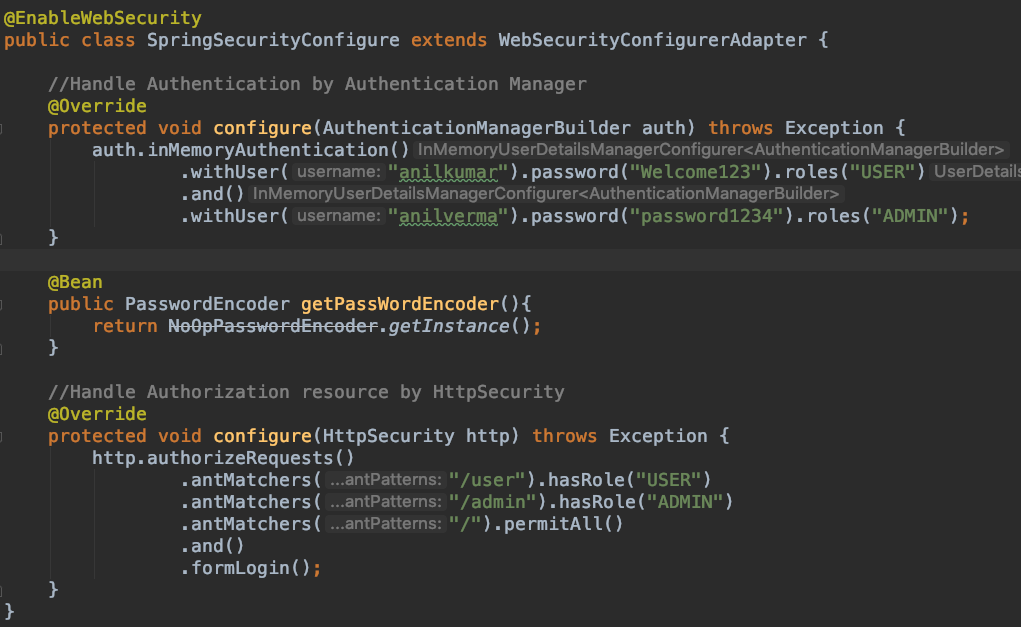 @EnableWebSecurity
public class SpringSecurityConfigure extends WebSecurityConfigurerAdapter {
//Handle Authentication by Authentication Manager
@Override
protected void configure(AuthenticationManagerBuilder auth) throws Exception {
auth.inMemoryAuthentication() InMemoryUserDetailsManagerConfigurer<AuthenticationManagerBuilder>
.withUser( username: "anilkumar").password("Welcome123").roles("USER") UserDetails
.and() InMemoryUserDetailsManagerConfigurer<AuthenticationManagerBuilder>
.withUser( username: "anilverma").password("password1234").roles("ADMIN");
}
@Bean
public PasswordEncoder getPassWordEncoder(){
return NoOpPasswordEncoder.getInstance();
}
//Handle Authorization resource by HttpSecurity
@Override
protected void configure(HttpSecurity http) throws Exception {
http.authorizeRequests()
.antMatchers( ...antPatterns: "/user").hasRole("USER")
.antMatchers( ...antPatterns: "/admin").hasRole("ADMIN")
.antMatchers( ...antPatterns: "/").permitAll()
.and()
.formLogin();
}
}